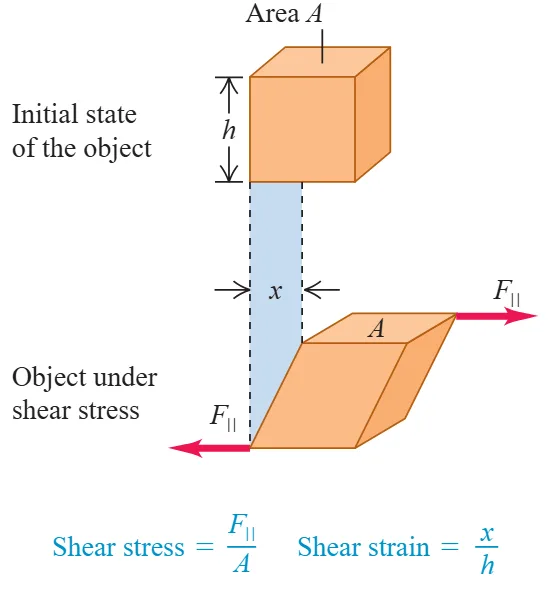 Area A
Initial state
of the object
h
x
F||
A
Object under
shear stress
F||
Shear stress = F|| / A
Shear strain = x / h